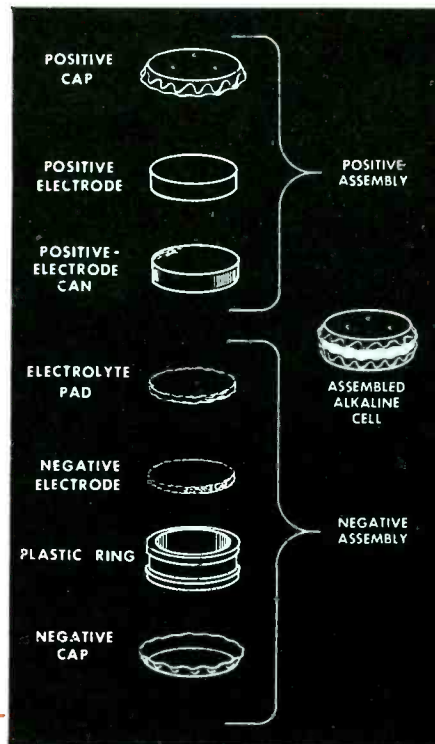 POSITIVE
CAP
POSITIVE
ELECTRODE
POSITIVE-
ELECTRODE
CAN
POSITIVE
ASSEMBLY
ELECTROLYTE
PAD
NEGATIVE
ELECTRODE
PLASTIC RING
NEGATIVE
CAP
ASSEMBLED
ALKALINE
CELL
NEGATIVE
ASSEMBLY